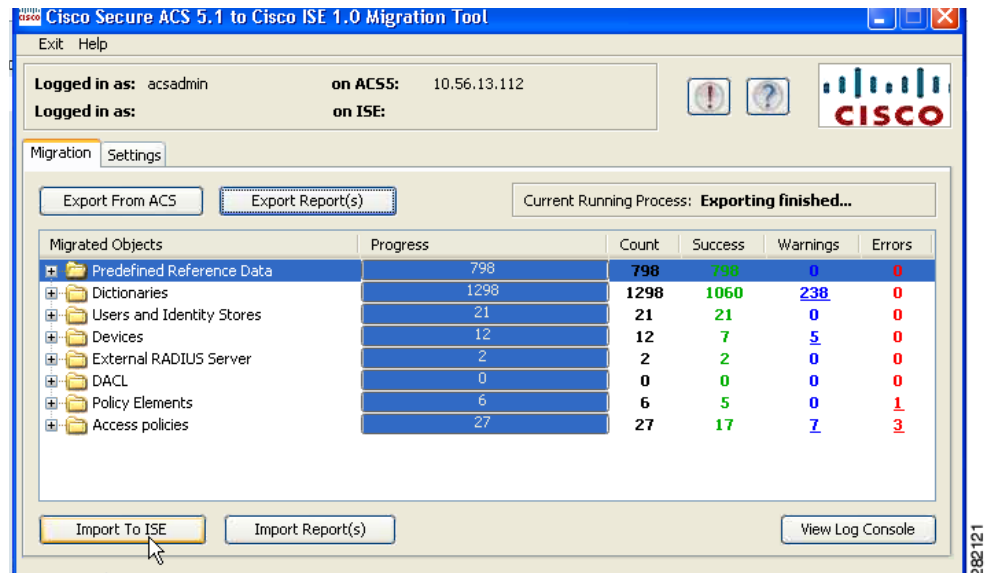 Cisco Secure ACS 5.1 to Cisco ISE 1.0 Migration Tool
Exit Help
Logged in as: acsadmin on ACS5: 10.56.13.112
Logged in as: on ISE:
CISCO
Migration Settings
Export From ACS Export Report(s) Current Running Process: Exporting finished...
Migrated Objects Progress Count Success Warnings Errors
Predefined Reference Data 798 798 798 0 0
Dictionaries 1298 1298 1060 238 0
Users and Identity Stores 21 21 21 0 0
Devices 12 12 7 5 0
External RADIUS Server 2 2 2 0 0
DACL 0 0 0 0 0
Policy Elements 6 6 5 0 1
Access policies 27 27 17 7 3
Import To ISE Import Report(s) View Log Console
282121